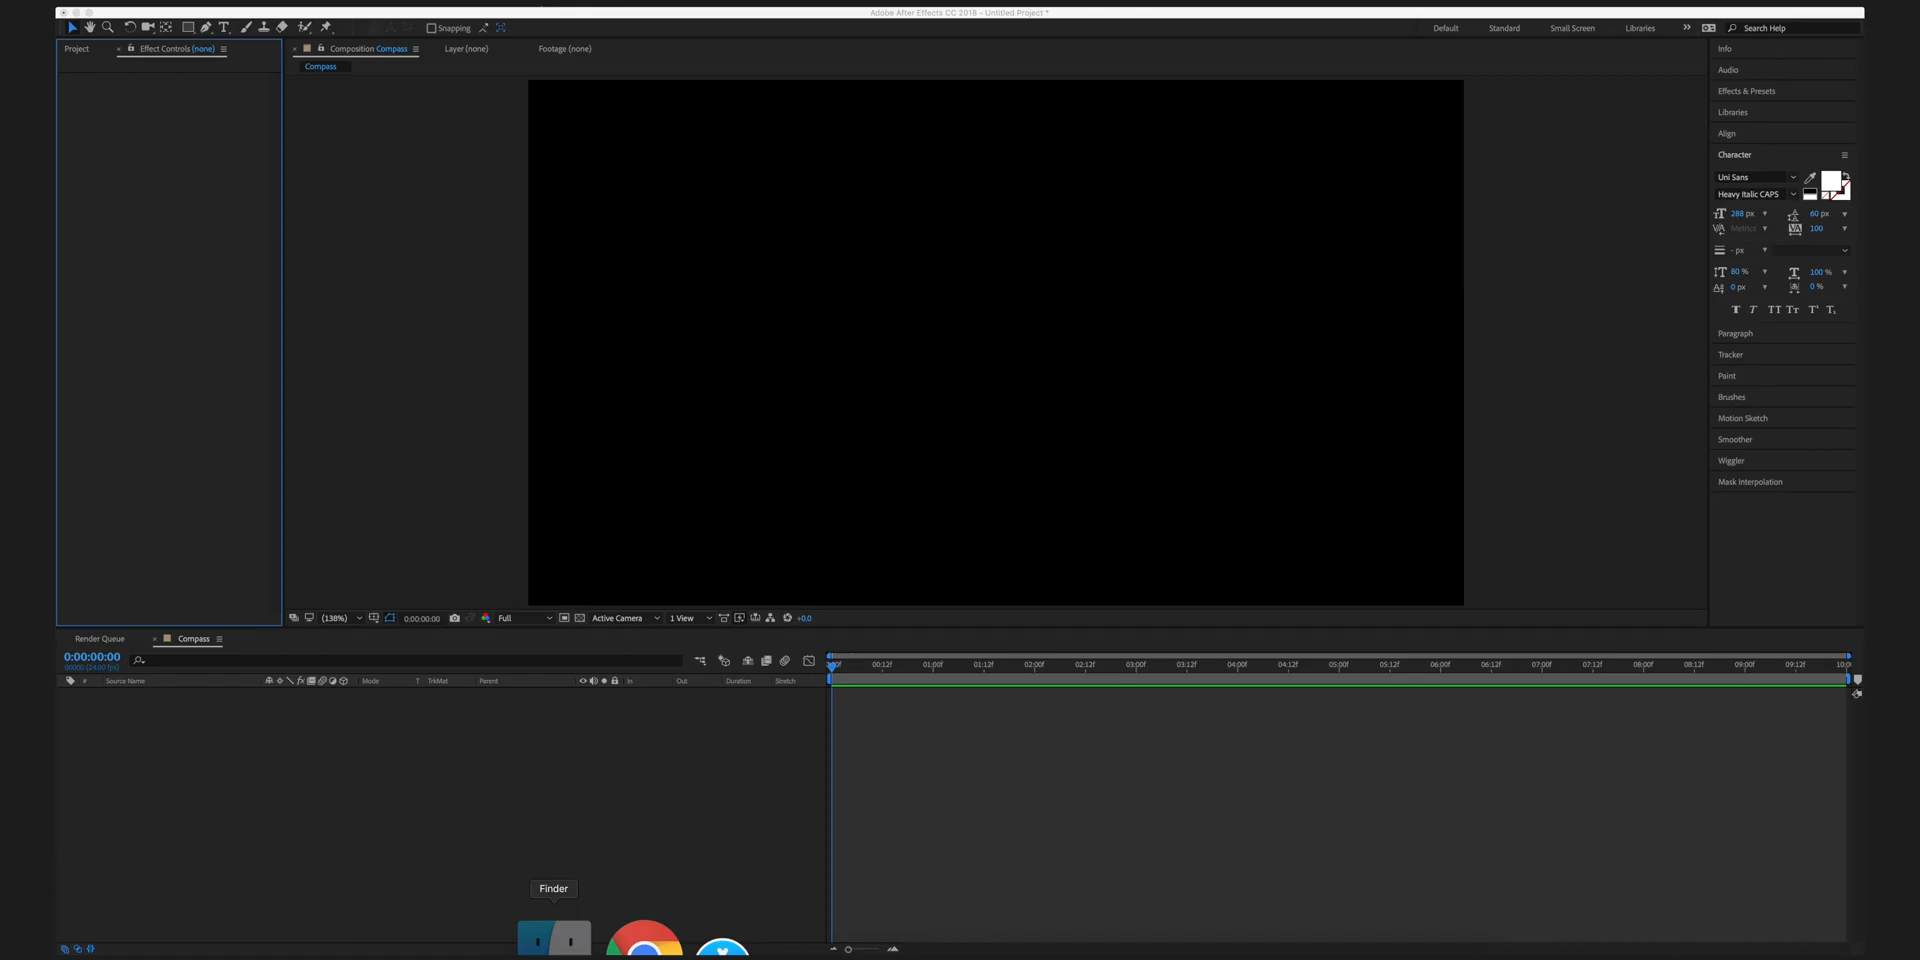 Adobe After Effects CC 2018 - Untitled Project *
Snapping
Default
Standard
Small Screen
Libraries
Search Help
Project
Effect Controls (none)
Composition Compass
Layer (none)
Footage (none)
Compass
Info
Audio
Effects & Presets
Libraries
Align
Character
Uni Sans
Heavy Italic CAPS
288 px
60 px
Metrics
100
- px
80 %
100 %
0 px
0 %
Paragraph
Tracker
Paint
Brushes
Motion Sketch
Smoother
Wiggler
Mask Interpolation
(138%)
0:00:00:00
Full
Active Camera
1 View
+0.0
Render Queue
Compass
0:00:00:00
00000 (24.00 fps)
# Source Name
Mode
T TrkMat
Parent
In
Out
Duration
Stretch
00:12f 01:00f 01:12f 02:00f 02:12f 03:00f 03:12f 04:00f 04:12f 05:00f 05:12f 06:00f 06:12f 07:00f 07:12f 08:00f 08:12f 09:00f 09:12f
Finder